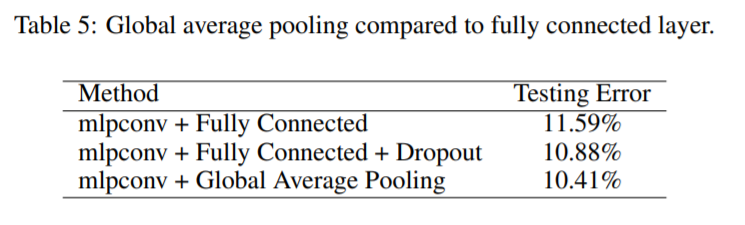 Table 5: Global average pooling compared to fully connected layer.
Method Testing Error
mlpconv + Fully Connected 11.59%
mlpconv + Fully Connected + Dropout 10.88%
mlpconv + Global Average Pooling 10.41%